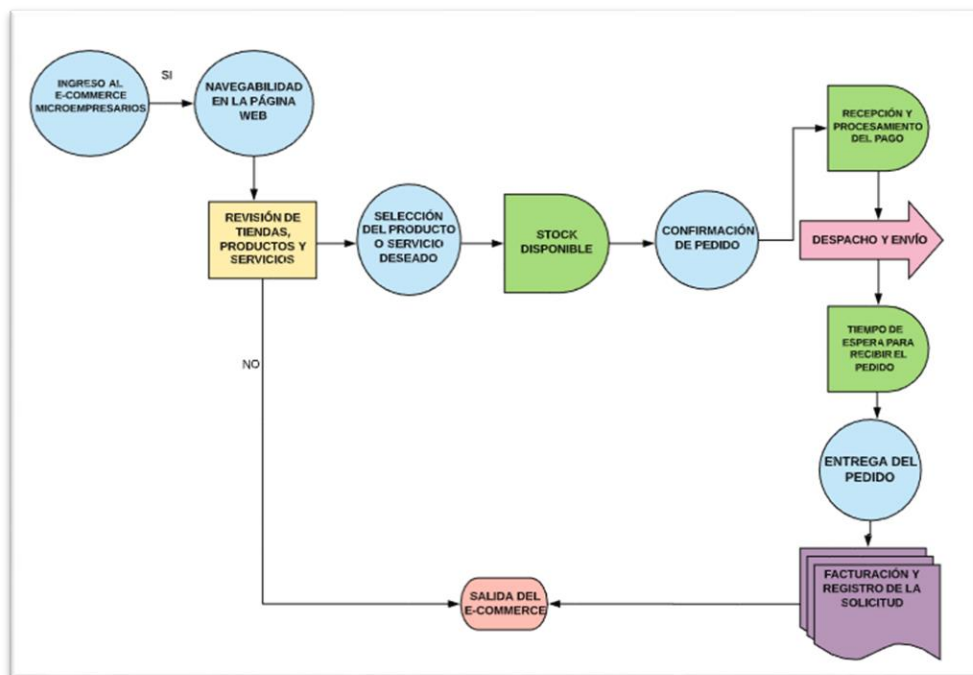 INGRESO AL
E-COMMERCE
MICROEMPRESARIOS
SI
NAVEGABILIDAD
EN LA PÁGINA
WEB
REVISIÓN DE
TIENDAS,
PRODUCTOS Y
SERVICIOS
SELECCIÓN
DEL PRODUCTO
O SERVICIO
DESEADO
STOCK
DISPONIBLE
CONFIRMACIÓN
DE PEDIDO
RECEPCIÓN Y
PROCESAMIENTO
DEL PAGO
DESPACHO Y ENVÍO
TIEMPO DE
ESPERA PARA
RECIBIR EL
PEDIDO
ENTREGA DEL
PEDIDO
FACTURACIÓN Y
REGISTRO DE LA
SOLICITUD
NO
SALIDA DEL
E-COMMERCE